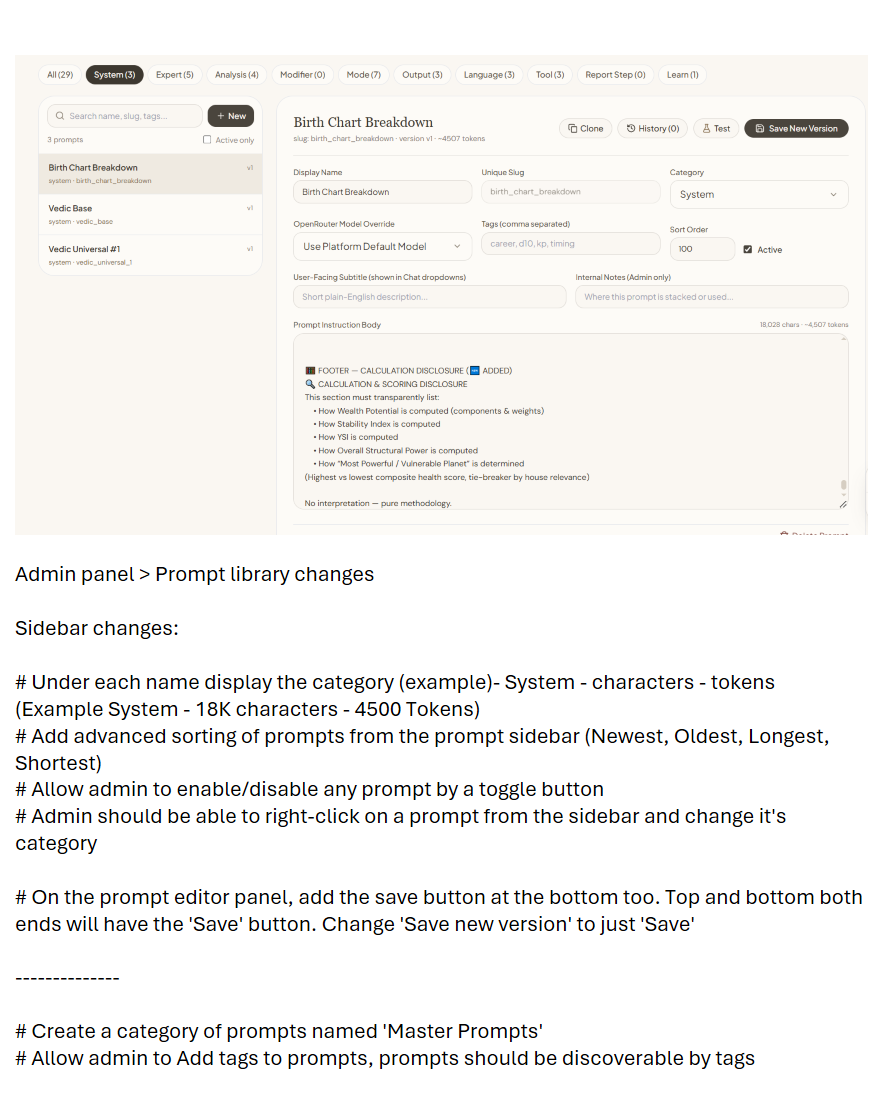 All (29) System (3) Expert (5) Analysis (4) Modifier (0) Mode (7) Output (3) Language (3) Tool (3) Report Step (0) Learn (1)
Search name, slug, tags...
+ New
3 prompts
Active only
Birth Chart Breakdown v1
system · birth_chart_breakdown
Vedic Base v1
system · vedic_base
Vedic Universal #1 v1
system · vedic_universal_1
Birth Chart Breakdown
slug: birth_chart_breakdown · version v1 · ~4507 tokens
Clone
History (0)
Test
Save New Version
Display Name
Birth Chart Breakdown
Unique Slug
birth_chart_breakdown
Category
System
OpenRouter Model Override
Use Platform Default Model
Tags (comma separated)
career, d10, kp, timing
Sort Order
100
Active
User-Facing Subtitle (shown in Chat dropdowns)
Short plain-English description...
Internal Notes (Admin only)
Where this prompt is stacked or used...
Prompt Instruction Body
18,028 chars · ~4,507 tokens
🧮 FOOTER — CALCULATION DISCLOSURE (🆕 ADDED)
🔍 CALCULATION & SCORING DISCLOSURE
This section must transparently list:
• How Wealth Potential is computed (components & weights)
• How Stability Index is computed
• How YSI is computed
• How Overall Structural Power is computed
• How "Most Powerful / Vulnerable Planet" is determined
(Highest vs lowest composite health score, tie-breaker by house relevance)
No interpretation — pure methodology.
Delete Prompt
Admin panel > Prompt library changes
Sidebar changes:
# Under each name display the category (example)- System - characters - tokens
(Example System - 18K characters - 4500 Tokens)
# Add advanced sorting of prompts from the prompt sidebar (Newest, Oldest, Longest,
Shortest)
# Allow admin to enable/disable any prompt by a toggle button
# Admin should be able to right-click on a prompt from the sidebar and change it's
category
# On the prompt editor panel, add the save button at the bottom too. Top and bottom both
ends will have the 'Save' button. Change 'Save new version' to just 'Save'
--------------
# Create a category of prompts named 'Master Prompts'
# Allow admin to Add tags to prompts, prompts should be discoverable by tags